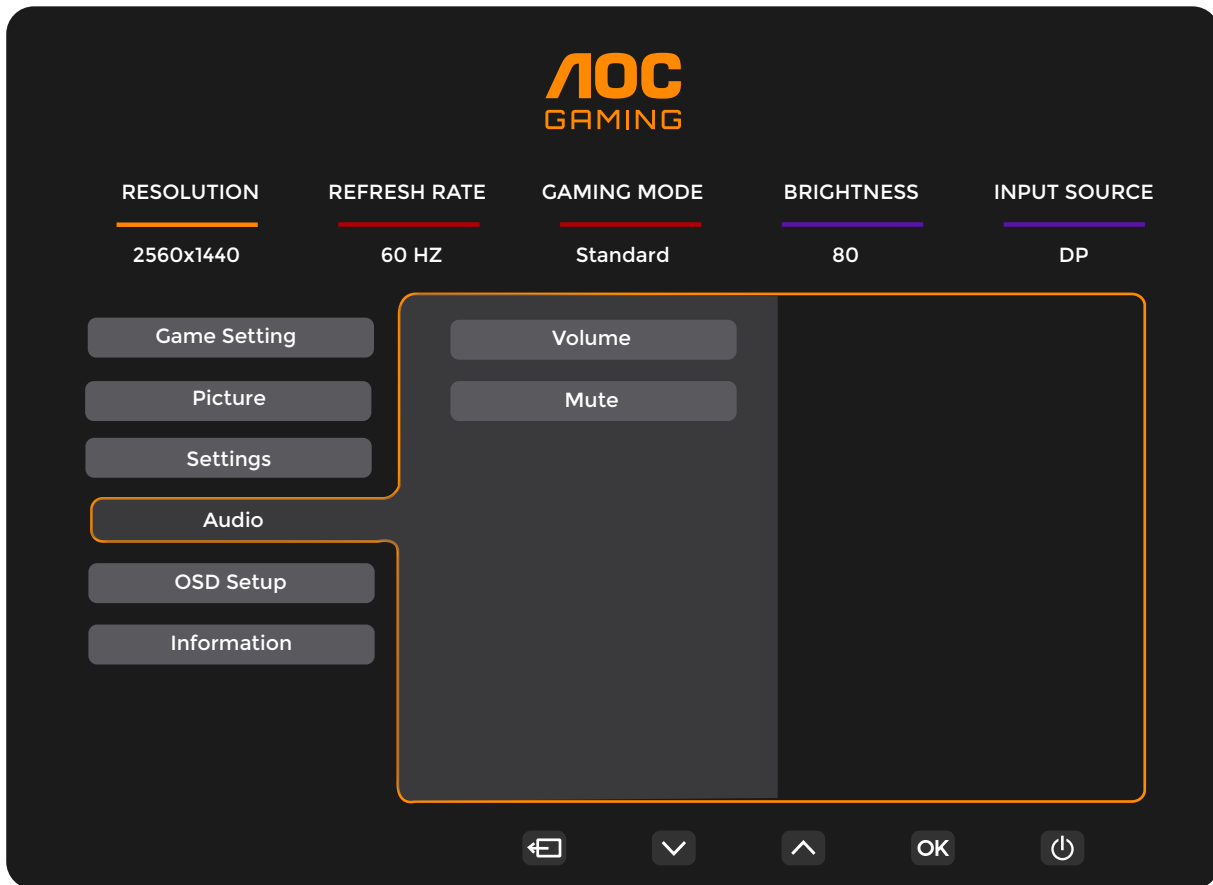 AOC
GAMING
RESOLUTION REFRESH RATE GAMING MODE BRIGHTNESS INPUT SOURCE
2560x1440 60 HZ Standard 80 DP
Game Setting
Volume
Picture
Mute
Settings
Audio
OSD Setup
Information
OK